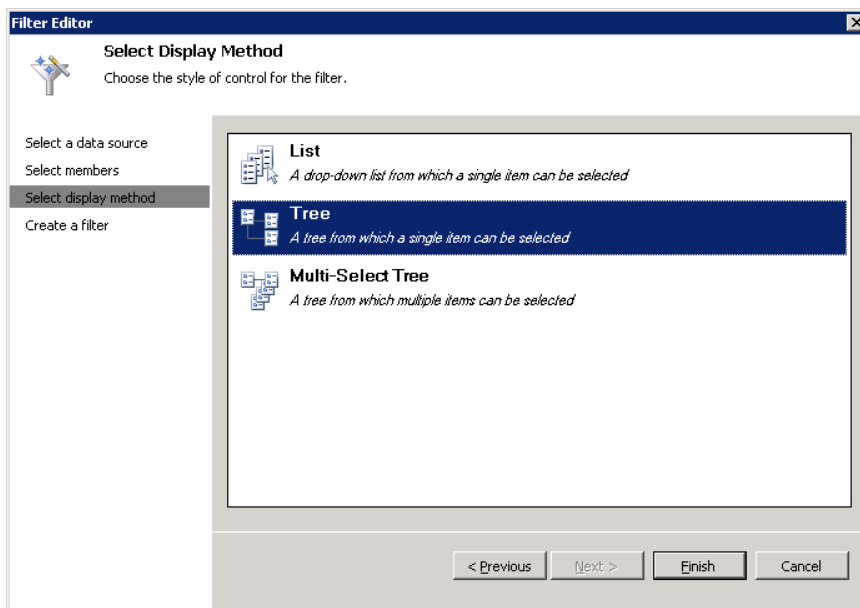 Filter Editor
Select Display Method
Choose the style of control for the filter.
Select a data source
Select members
Select display method
Create a filter
List
A drop-down list from which a single item can be selected
Tree
A tree from which a single item can be selected
Multi-Select Tree
A tree from which multiple items can be selected
< Previous
Next >
Finish
Cancel